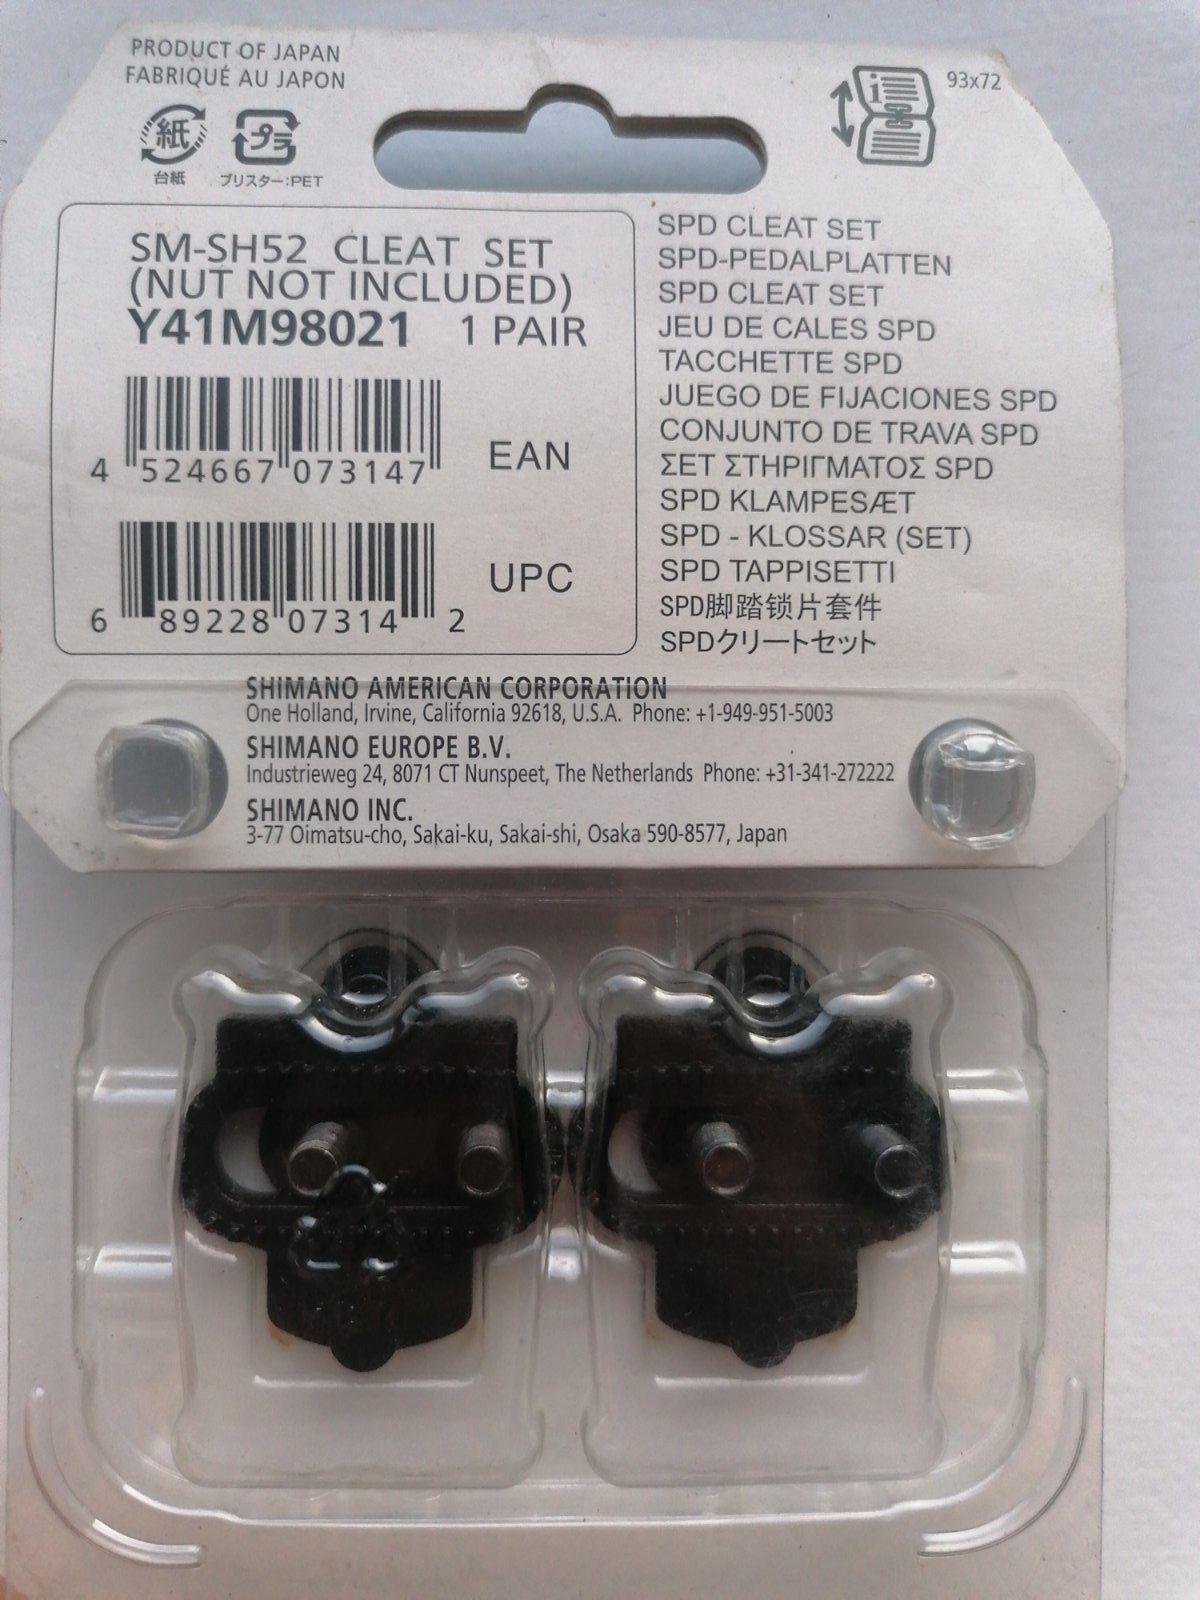 PRODUCT OF JAPAN
FABRIQUÉ AU JAPON
紙
プラ
台紙
ブリスター:PET
i
93x72
SM-SH52 CLEAT SET
(NUT NOT INCLUDED)
Y41M98021 1 PAIR
4 524667 073147
EAN
6 89228 07314 2
UPC
SPD CLEAT SET
SPD-PEDALPLATTEN
SPD CLEAT SET
JEU DE CALES SPD
TACCHETTE SPD
JUEGO DE FIJACIONES SPD
CONJUNTO DE TRAVA SPD
ΣΕΤ ΣΤΗΡΙΓΜΑΤΟΣ SPD
SPD KLAMPESÆT
SPD - KLOSSAR (SET)
SPD TAPPISETTI
SPD脚踏锁片套件
SPDクリートセット
SHIMANO AMERICAN CORPORATION
One Holland, Irvine, California 92618, U.S.A. Phone: +1-949-951-5003
SHIMANO EUROPE B.V.
Industrieweg 24, 8071 CT Nunspeet, The Netherlands Phone: +31-341-272222
SHIMANO INC.
3-77 Oimatsu-cho, Sakai-ku, Sakai-shi, Osaka 590-8577, Japan